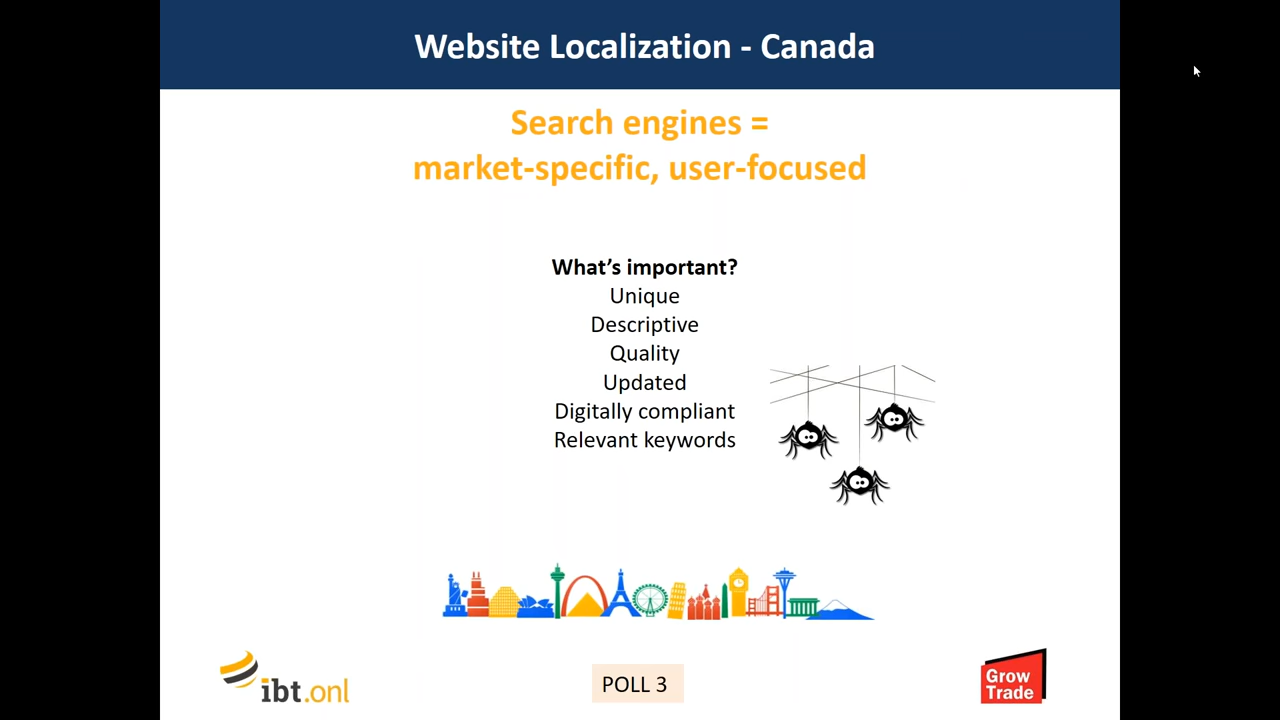 Website Localization - Canada
Search engines =
market-specific, user-focused
What's important?
Unique
Descriptive
Quality
Updated
Digitally compliant
Relevant keywords
ibt.onl
POLL 3
Grow
Trade